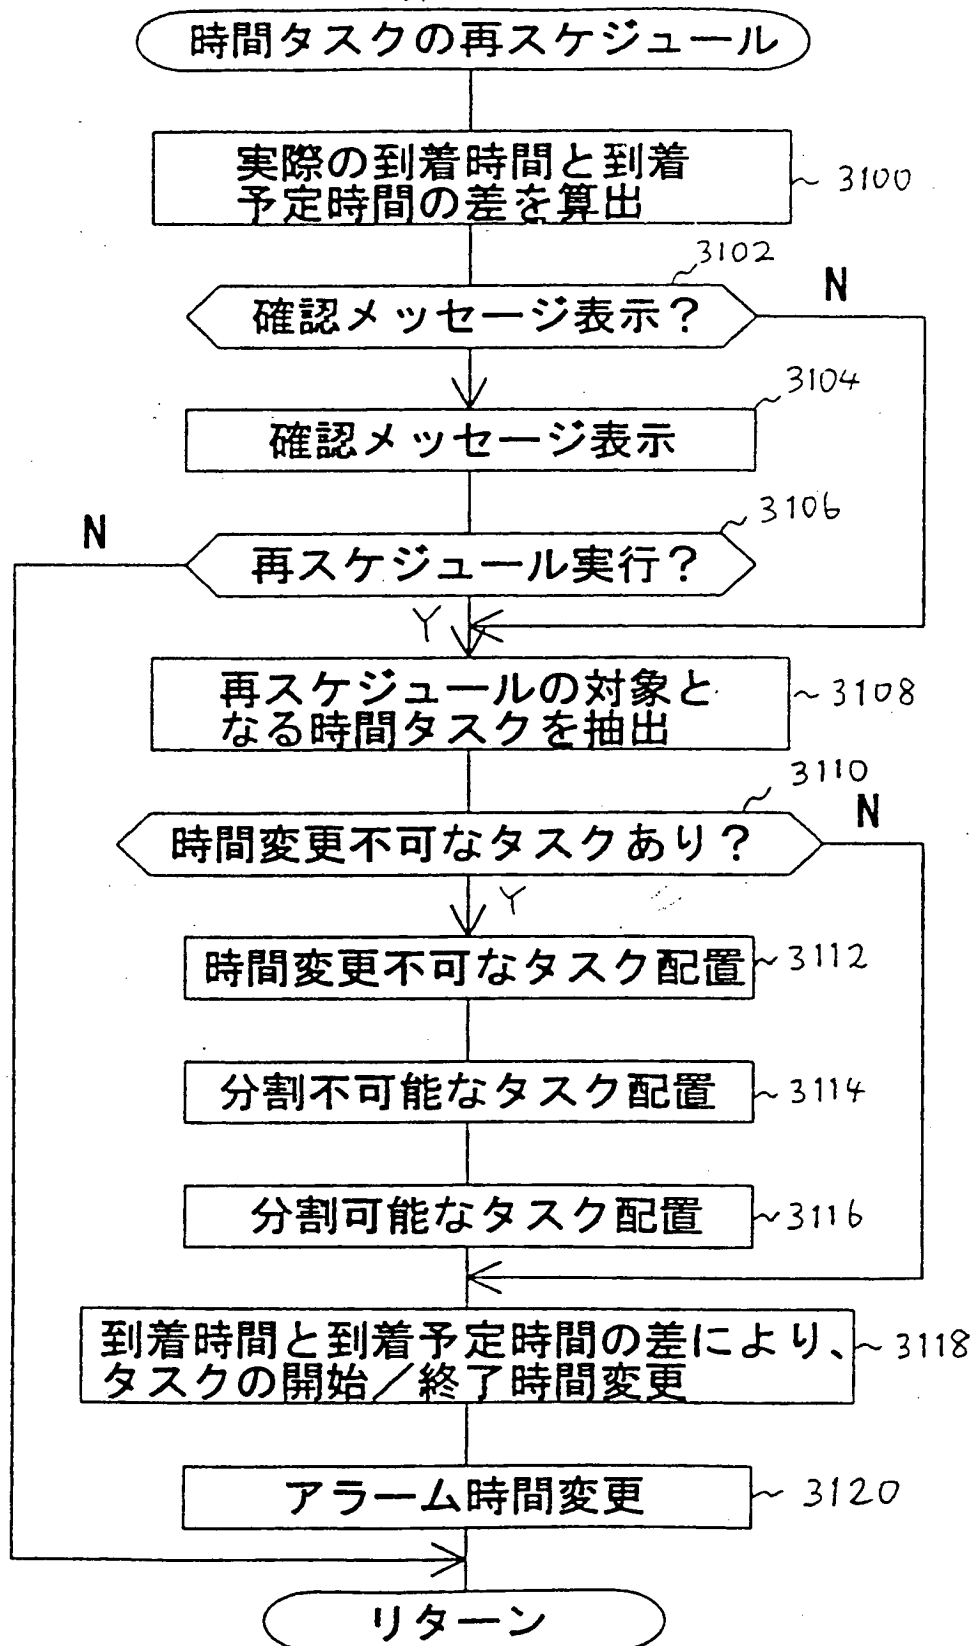 時間タスクの再スケジュール
実際の到着時間と到着
予定時間の差を算出
3100
3102
確認メッセージ表示?
N
3104
確認メッセージ表示
3106
N
再スケジュール実行?
Y
再スケジュールの対象と
なる時間タスクを抽出
3108
3110
時間変更不可なタスクあり?
N
Y
時間変更不可なタスク配置
3112
分割不可能なタスク配置
3114
分割可能なタスク配置
3116
到着時間と到着予定時間の差により、
タスクの開始/終了時間変更
3118
アラーム時間変更
3120
リターン